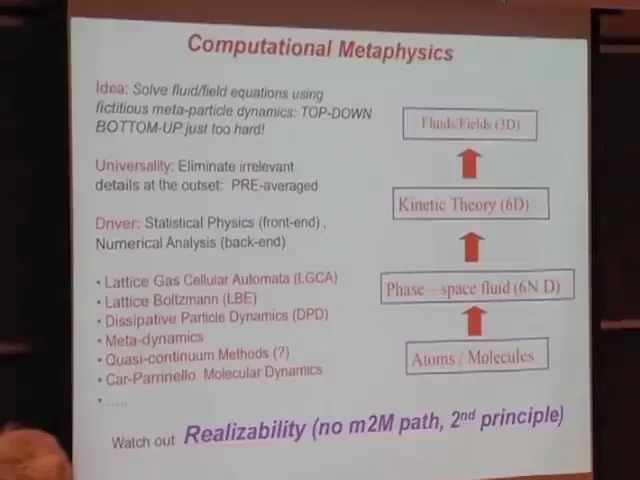 Computational Metaphysics
Idea: Solve fluid/field equations using
fictitious meta-particle dynamics: TOP-DOWN
BOTTOM-UP just too hard!
Universality: Eliminate irrelevant
details at the outset: PRE-averaged
Driver: Statistical Physics (front-end) ,
Numerical Analysis (back-end)
• Lattice Gas Cellular Automata (LGCA)
• Lattice Boltzmann (LBE)
• Dissipative Particle Dynamics (DPD)
• Meta-dynamics
• Quasi-continuum Methods (?)
• Car-Parrinello Molecular Dynamics
• .....
Fluids/Fields (3D)
Kinetic Theory (6D)
Phase – space fluid (6N D)
Atoms / Molecules
Watch out Realizability (no m2M path, 2nd principle)